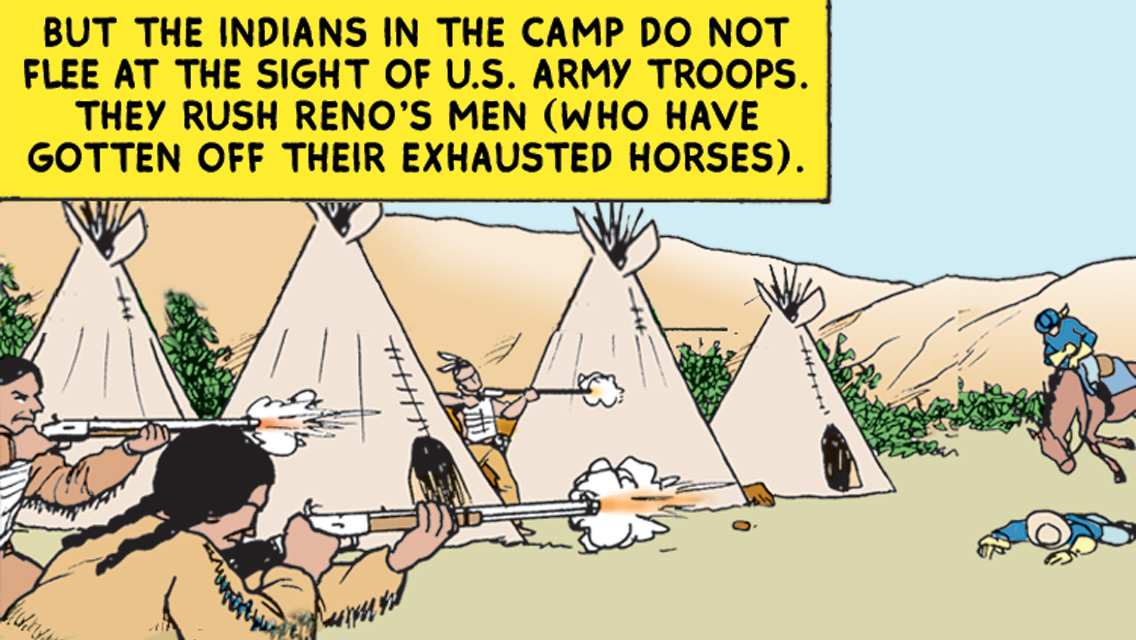 BUT THE INDIANS IN THE CAMP DO NOT
FLEE AT THE SIGHT OF U.S. ARMY TROOPS.
THEY RUSH RENO'S MEN (WHO HAVE
GOTTEN OFF THEIR EXHAUSTED HORSES).